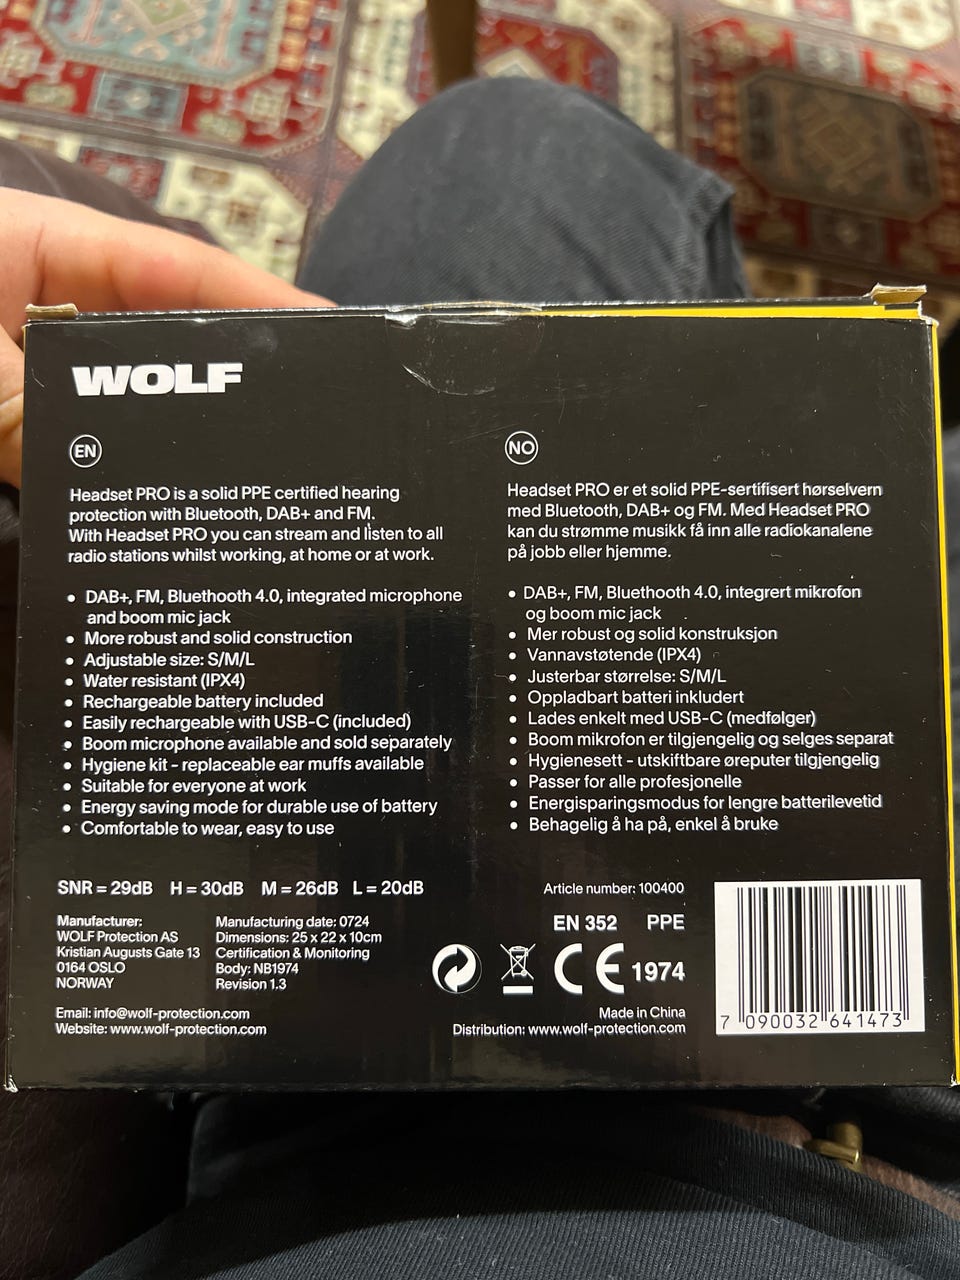 WOLF
EN
Headset PRO is a solid PPE certified hearing
protection with Bluetooth, DAB+ and FM.
With Headset PRO you can stream and listen to all
radio stations whilst working, at home or at work.
• DAB+, FM, Bluethooth 4.0, integrated microphone
and boom mic jack
• More robust and solid construction
• Adjustable size: S/M/L
• Water resistant (IPX4)
• Rechargeable battery included
• Easily rechargeable with USB-C (included)
• Boom microphone available and sold separately
• Hygiene kit - replaceable ear muffs available
• Suitable for everyone at work
• Energy saving mode for durable use of battery
• Comfortable to wear, easy to use
NO
Headset PRO er et solid PPE-sertifisert hørselvern
med Bluetooth, DAB+ og FM. Med Headset PRO
kan du strømme musikk få inn alle radiokanalene
på jobb eller hjemme.
• DAB+, FM, Bluethooth 4.0, integrert mikrofon
og boom mic jack
• Mer robust og solid konstruksjon
• Vannavstøtende (IPX4)
• Justerbar størrelse: S/M/L
• Oppladbart batteri inkludert
• Lades enkelt med USB-C (medfølger)
• Boom mikrofon er tilgjengelig og selges separat
• Hygienesett - utskiftbare øreputer tilgjengelig
• Passer for alle profesjonelle
• Energisparingsmodus for lengre batterilevetid
• Behagelig å ha på, enkel å bruke
SNR = 29dB H = 30dB M = 26dB L = 20dB
Manufacturer:
WOLF Protection AS
Kristian Augusts Gate 13
0164 OSLO
NORWAY
Manufacturing date: 0724
Dimensions: 25 x 22 x 10cm
Certification & Monitoring
Body: NB1974
Revision 1.3
Email: info@wolf-protection.com
Website: www.wolf-protection.com
Article number: 100400
EN 352 PPE
CE 1974
Made in China
Distribution: www.wolf-protection.com
7 090032 641473